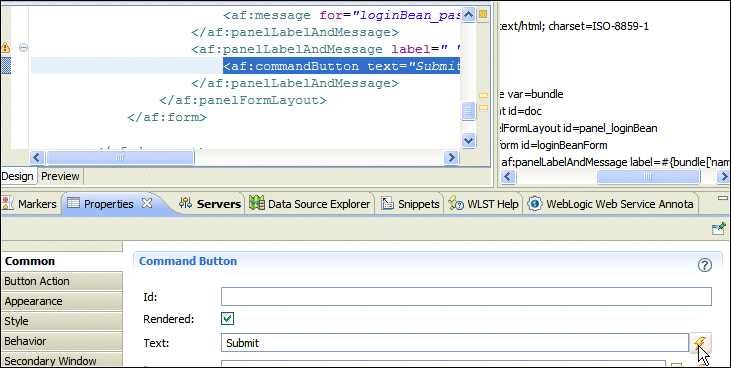 <af:message for="loginBean_pas
</af:panelLabelAndMessage>
<af:panelLabelAndMessage label=" "
<af:commandButton text="Submit
</af:panelLabelAndMessage>
</af:panelFormLayout>
</af:form>
Design Preview
text/html; charset=ISO-8859-1
e var=bundle
t id=doc
elFormLayout id=panel_loginBean
form id=loginBeanForm
af:panelLabelAndMessage label=#{bundle['nam
Markers Properties Servers Data Source Explorer Snippets WLST Help WebLogic Web Service Annota
Common
Button Action
Appearance
Style
Behavior
Secondary Window
Command Button
Id:
Rendered:
Text: Submit